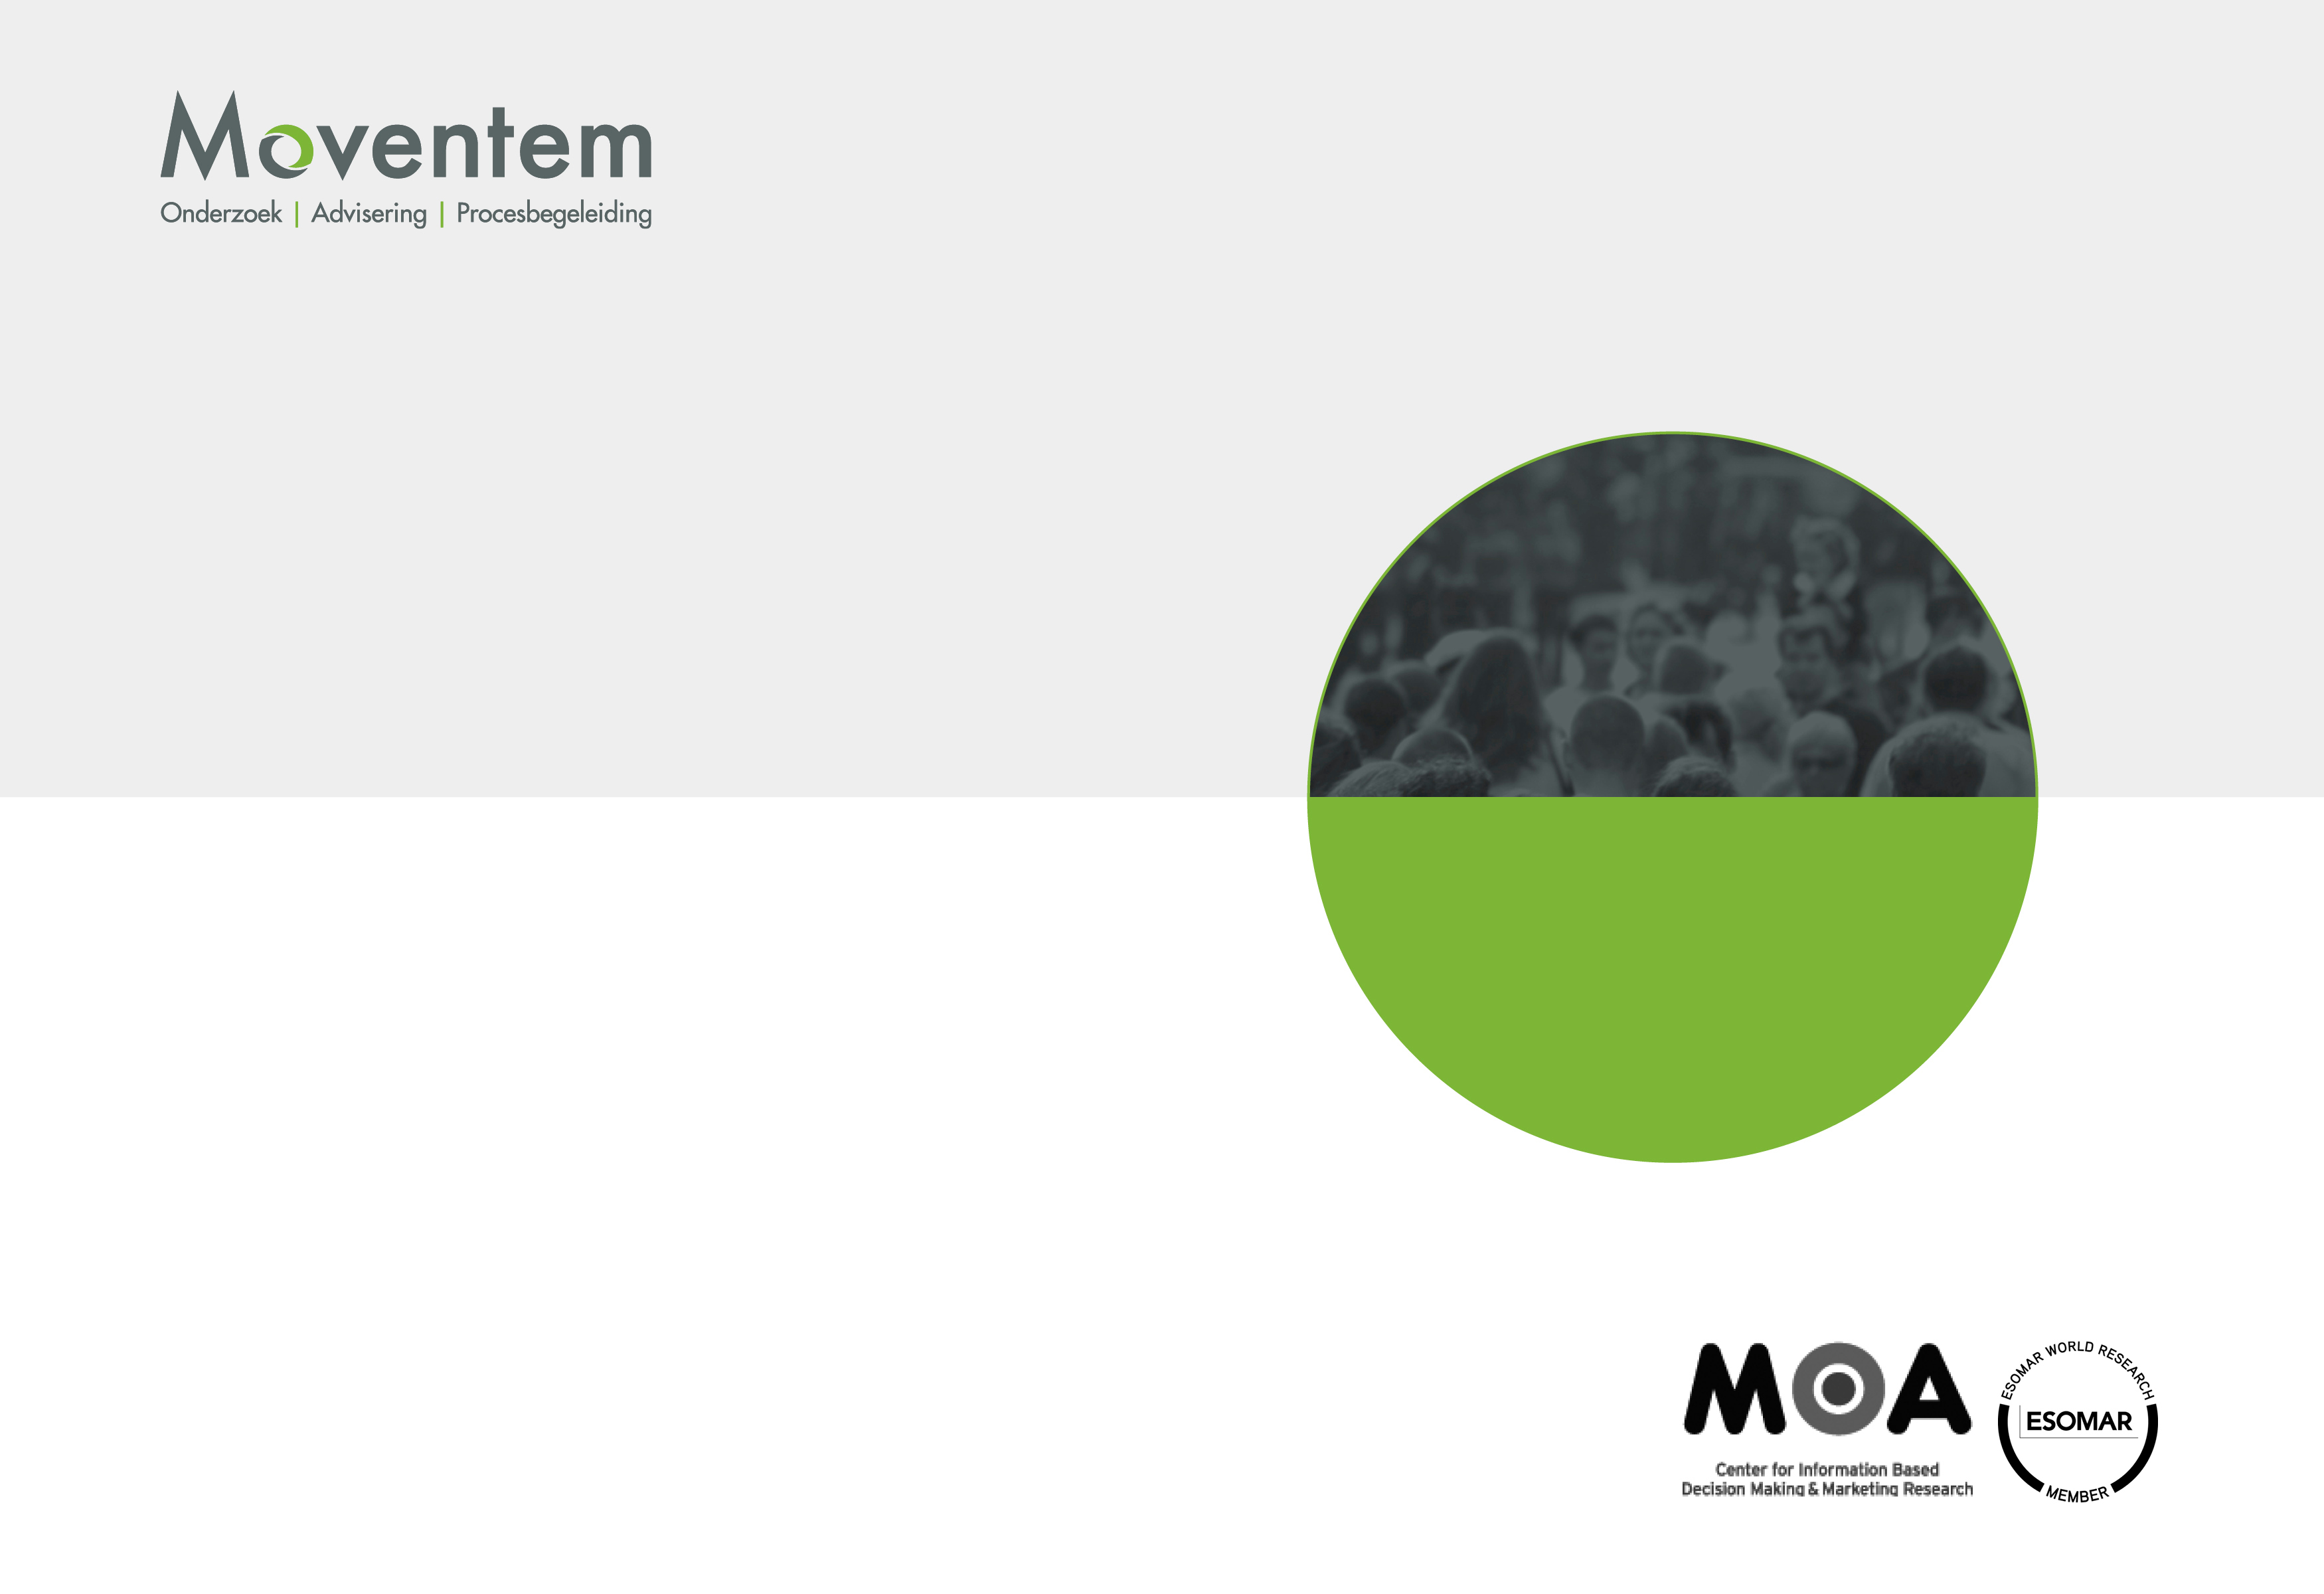 Moventem
Onderzoek | Advisering | Procesbegeleiding
MOA
Center for Information Based
Decision Making & Marketing Research
ESOMAR WORLD RESEARCH
ESOMAR
MEMBER